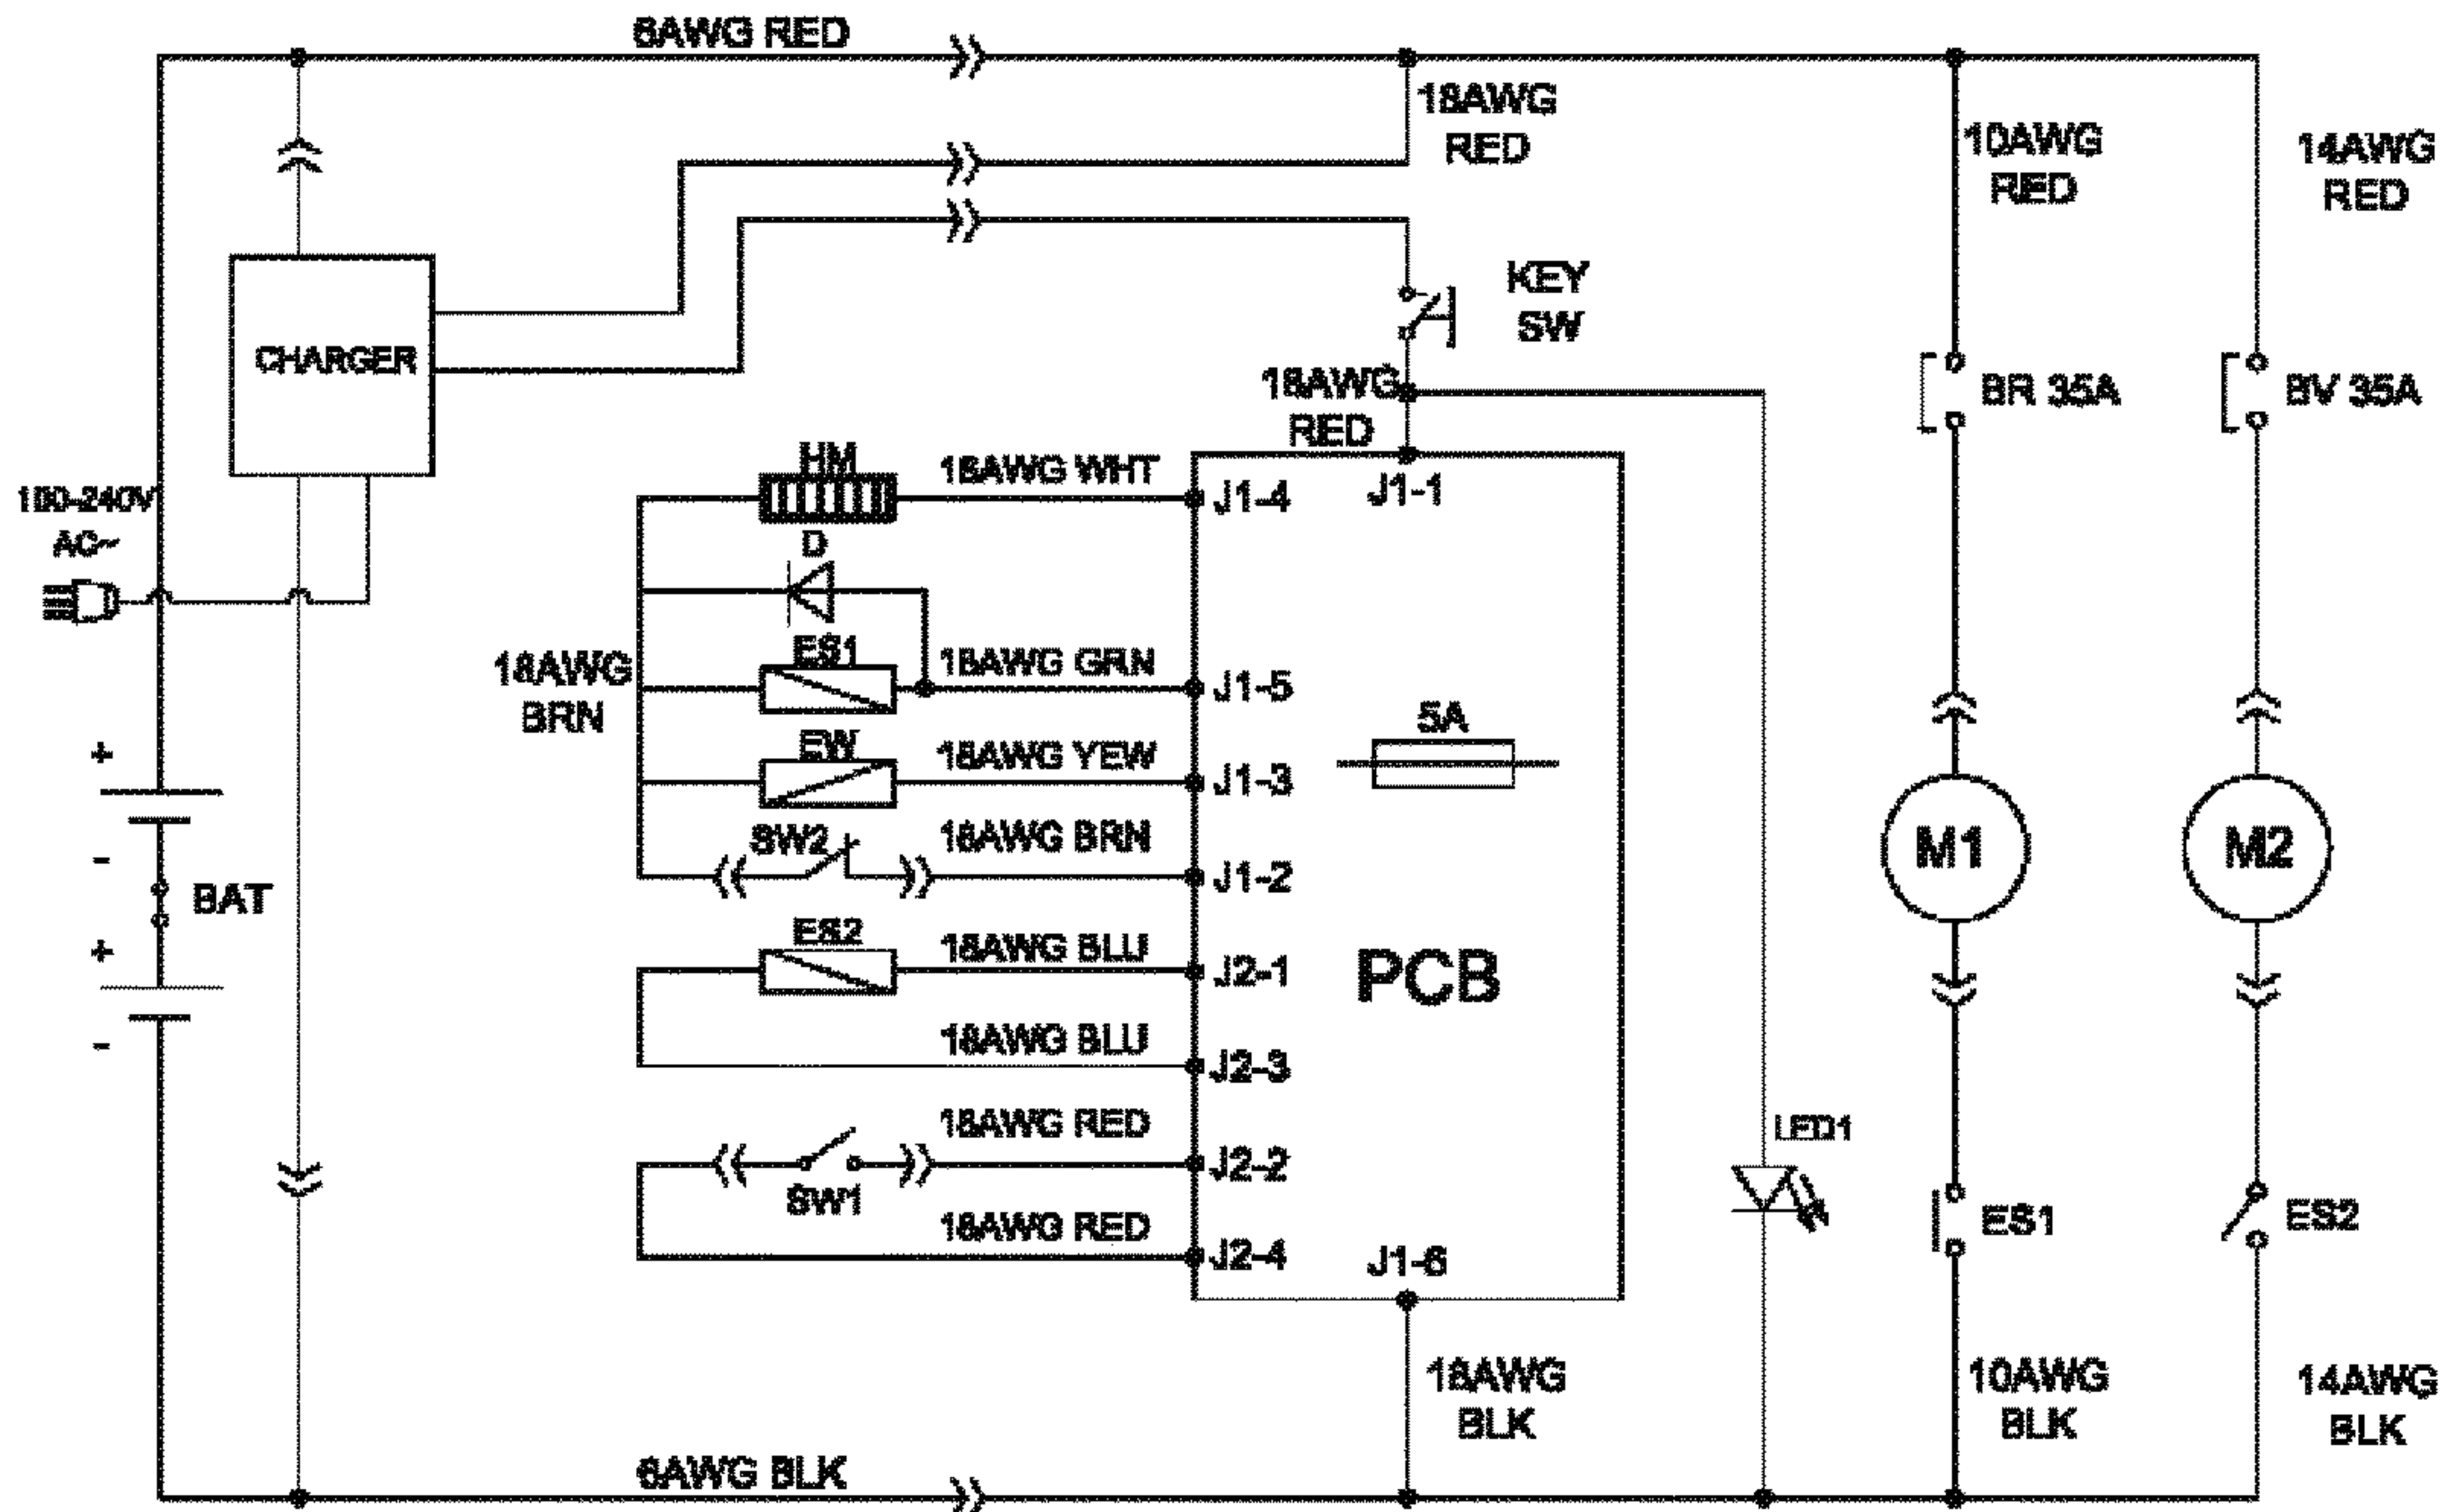 6AWG RED
18AWG
RED
10AWG
RED
14AWG
RED
KEY
SW
CHARGER
18AWG
RED
BR 35A
BV 35A
100-240V
AC~
HM
18AWG WHT
J1-4
J1-1
D
ES1
18AWG GRN
J1-5
18AWG
BRN
5A
EW
18AWG YEW
J1-3
+
-
BAT
+
-
SW2
18AWG BRN
J1-2
M1
M2
ES2
18AWG BLU
J2-1
PCB
18AWG BLU
J2-3
18AWG RED
J2-2
SW1
18AWG RED
J2-4
J1-6
LED1
ES1
ES2
18AWG
BLK
10AWG
BLK
14AWG
BLK
6AWG BLK